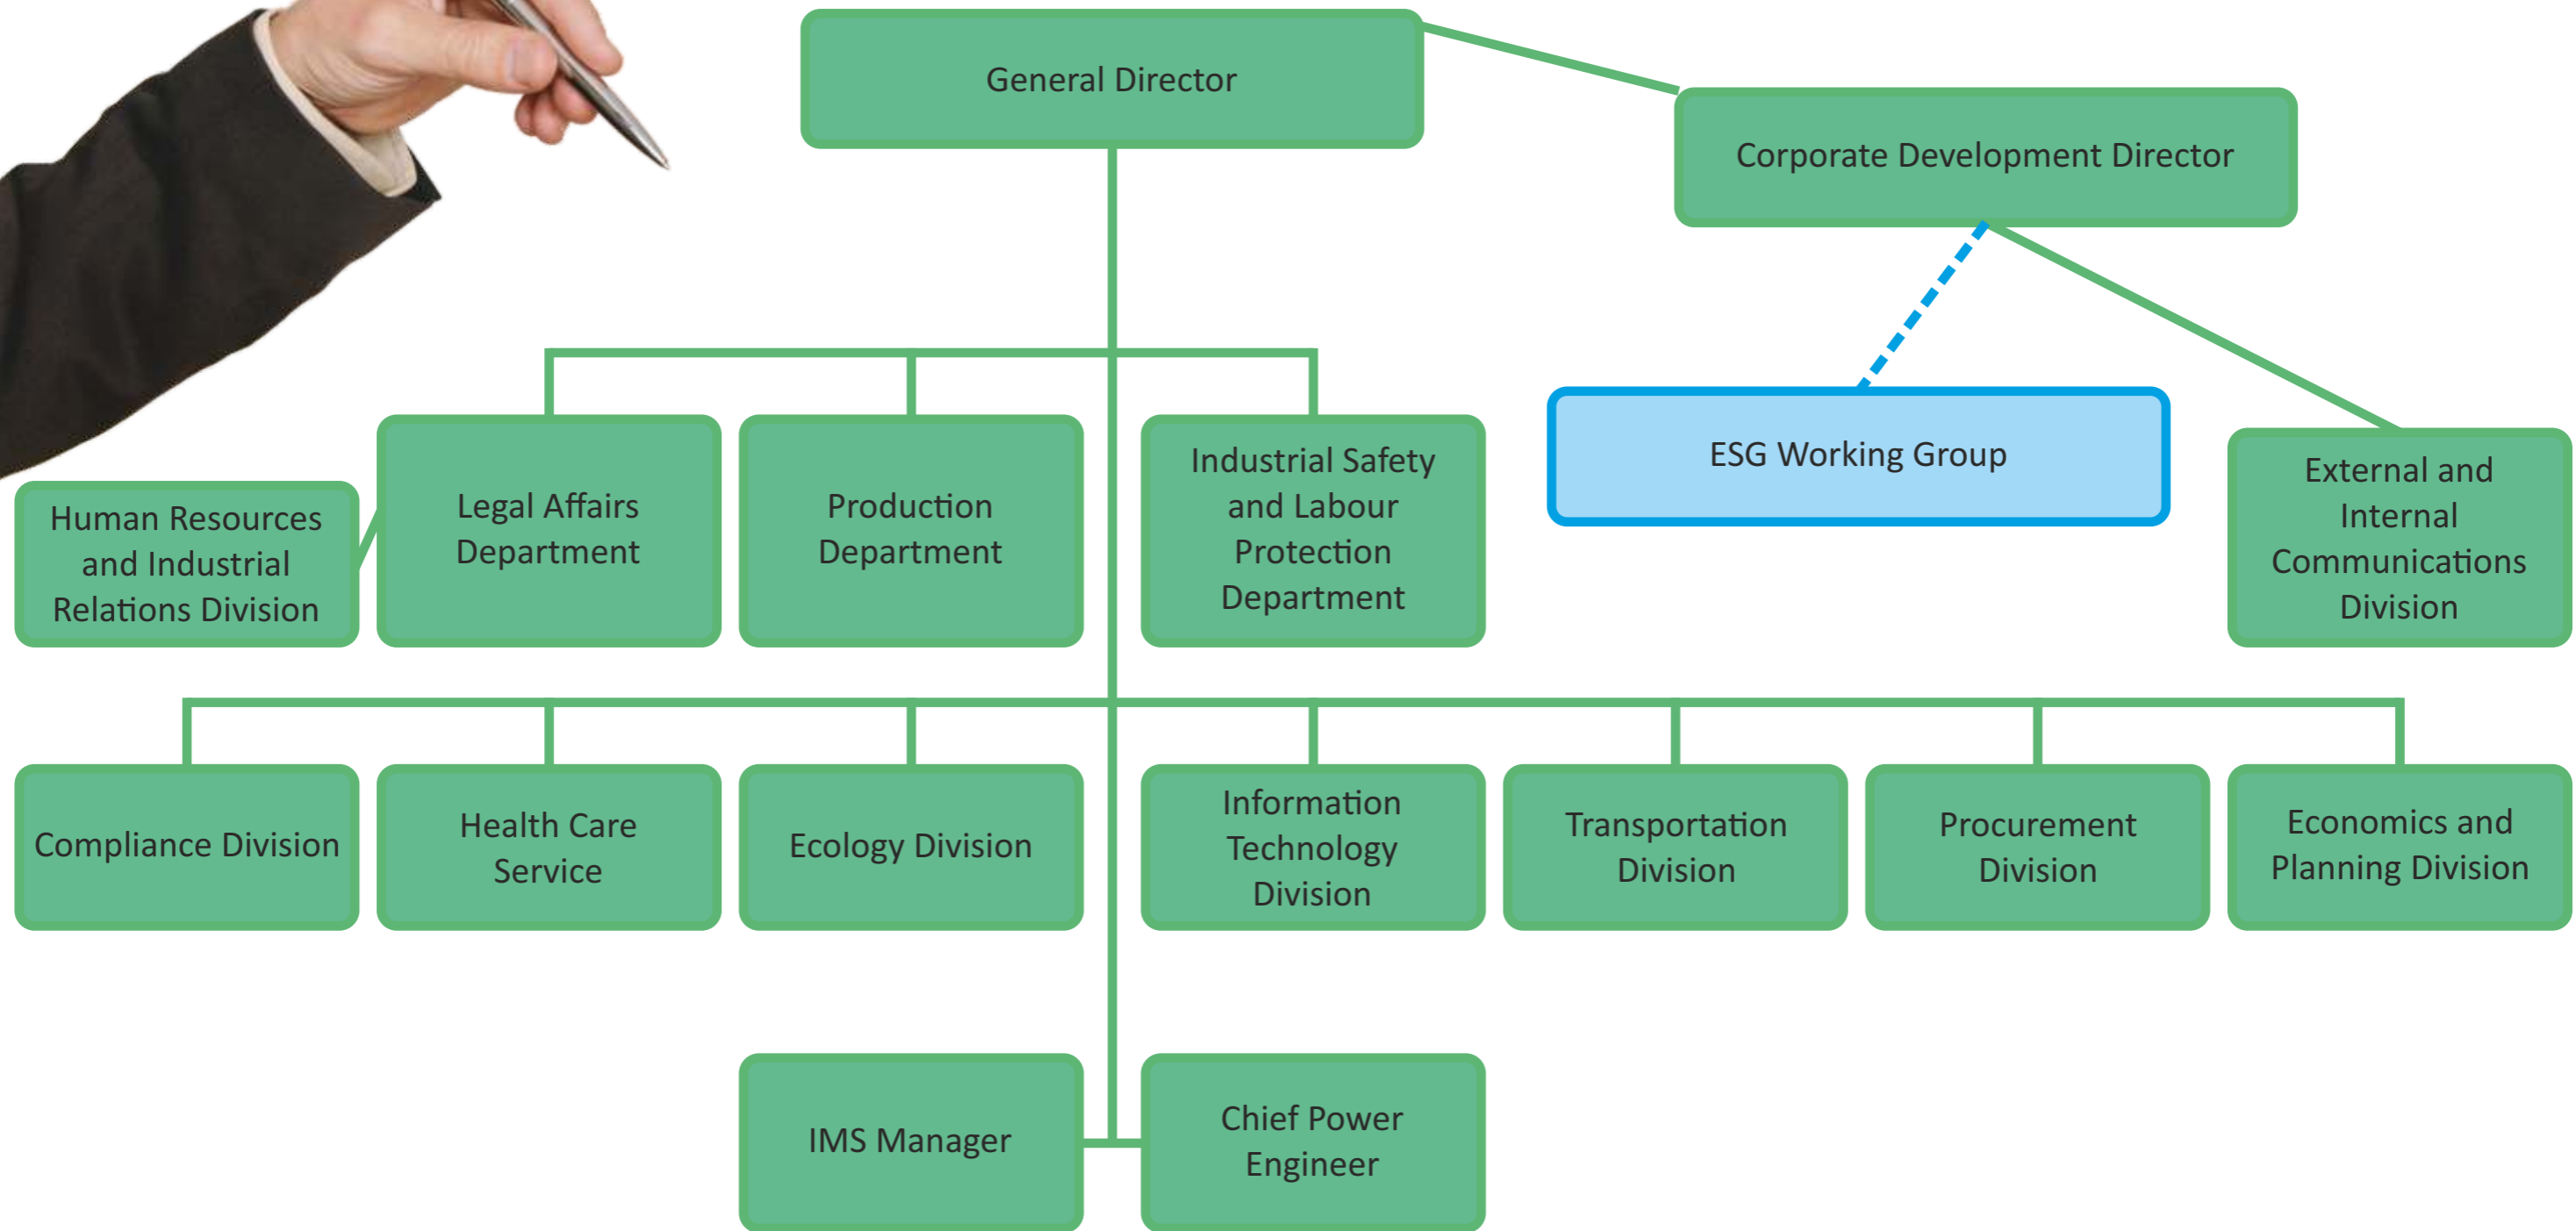 General Director
Corporate Development Director
Human Resources
and Industrial
Relations Division
Legal Affairs
Department
Production
Department
Industrial Safety
and Labour
Protection
Department
ESG Working Group
External and
Internal
Communications
Division
Compliance Division
Health Care
Service
Ecology Division
Information
Technology
Division
Transportation
Division
Procurement
Division
Economics and
Planning Division
IMS Manager
Chief Power
Engineer